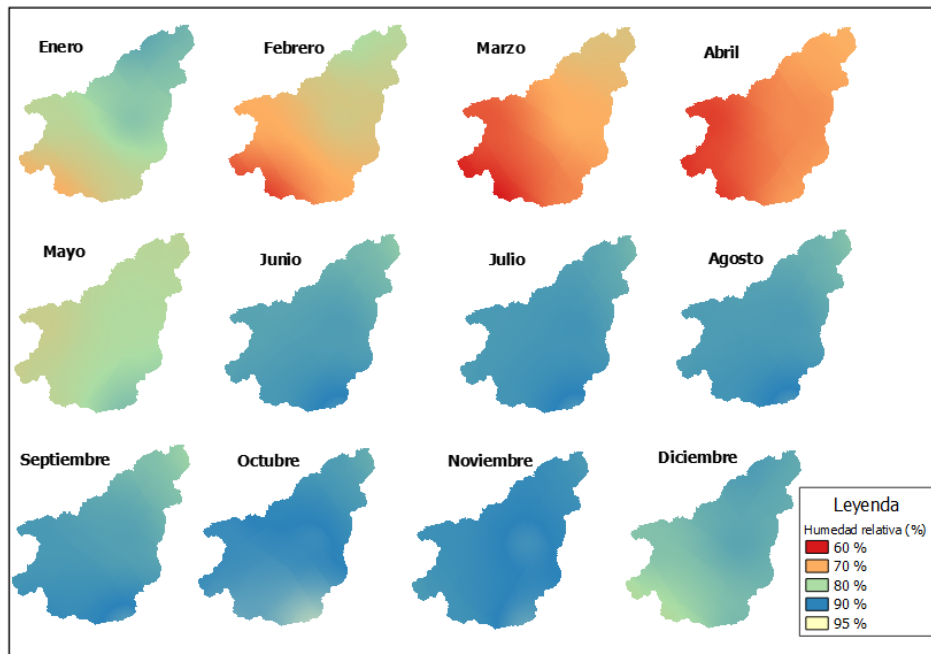 Enero
Febrero
Marzo
Abril
Mayo
Junio
Julio
Agosto
Septiembre
Octubre
Noviembre
Diciembre
Leyenda
Humedad relativa (%)
60 %
70 %
80 %
90 %
95 %